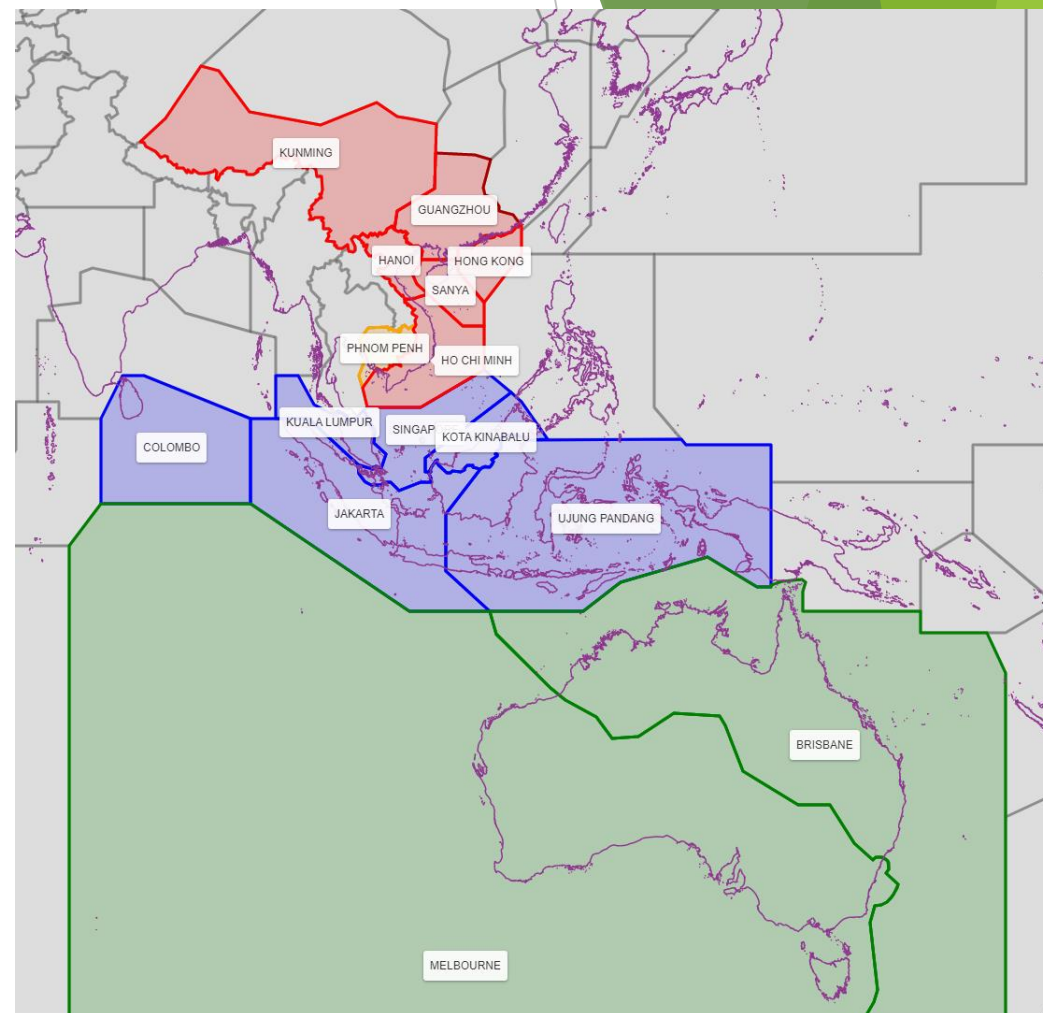 KUNMING
GUANGZHOU
HANOI
HONG KONG
SANYA
PHNOM PENH
HO CHI MINH
KUALA LUMPUR
SINGAP
KOTA KINABALU
COLOMBO
JAKARTA
UJUNG PANDANG
BRISBANE
MELBOURNE